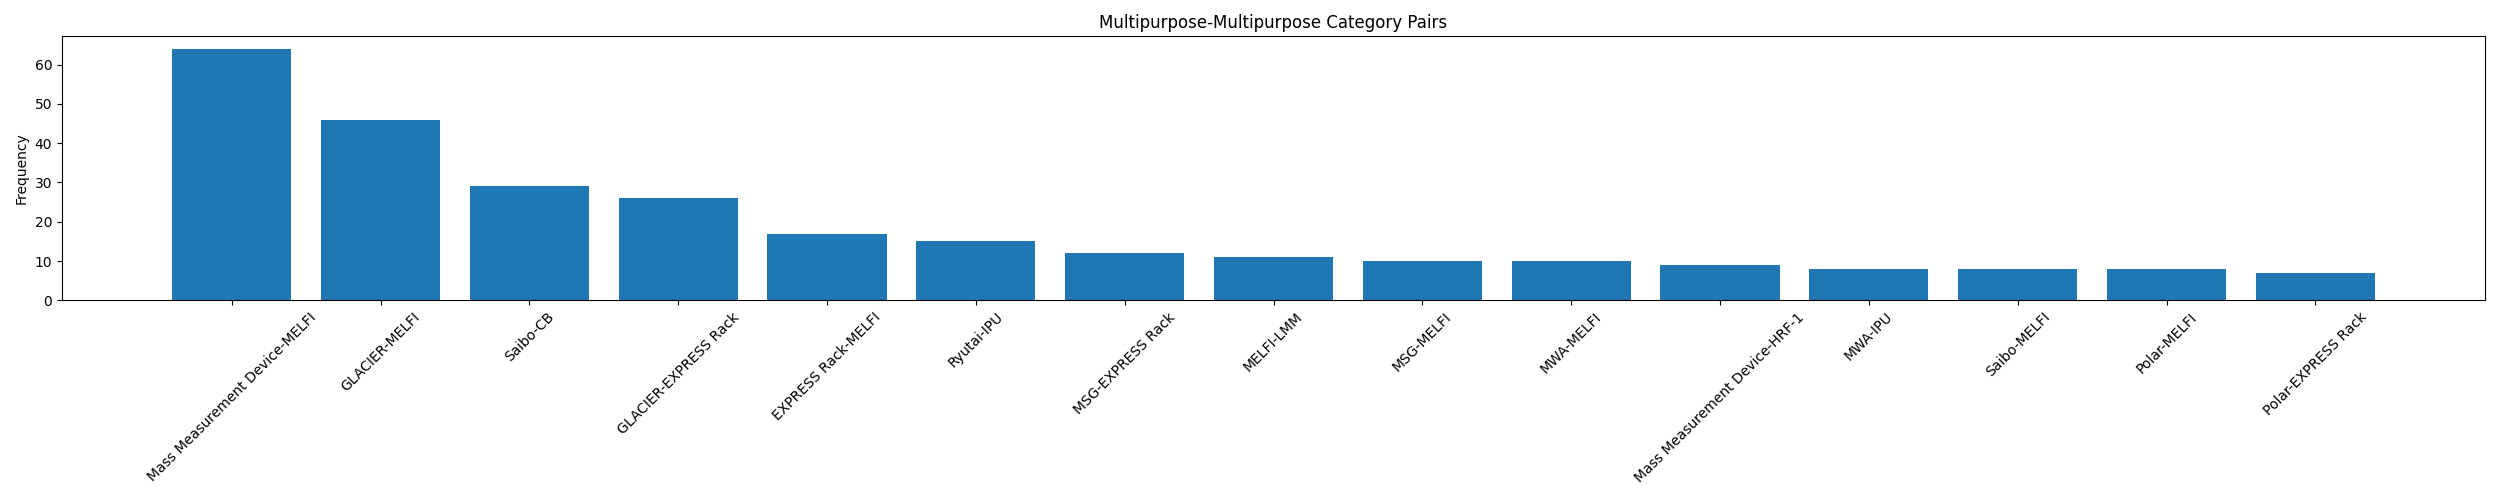 Multipurpose-Multipurpose Category Pairs
Frequency
60
50
40
30
20
10
0
Mass Measurement Device-MELFI
GLACIER-MELFI
Saibo-CB
GLACIER-EXPRESS Rack
EXPRESS Rack-MELFI
Ryutai-IPU
MSG-EXPRESS Rack
MELFI-LMM
MSG-MELFI
MWA-MELFI
Mass Measurement Device-HRF-1
MWA-IPU
Saibo-MELFI
Polar-MELFI
Polar-EXPRESS Rack